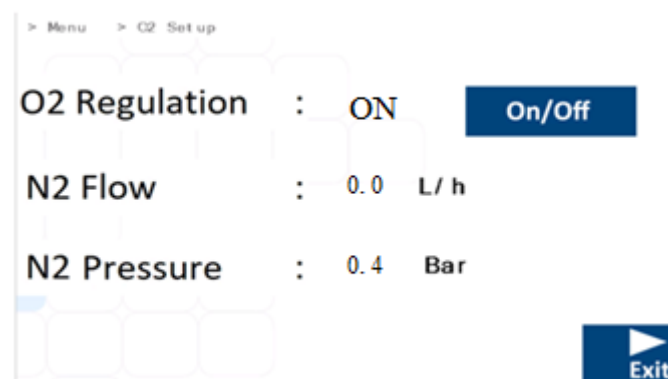 > Menu > O2 Set up
O2 Regulation : ON On/Off
N2 Flow : 0.0 L/ h
N2 Pressure : 0.4 Bar
Exit